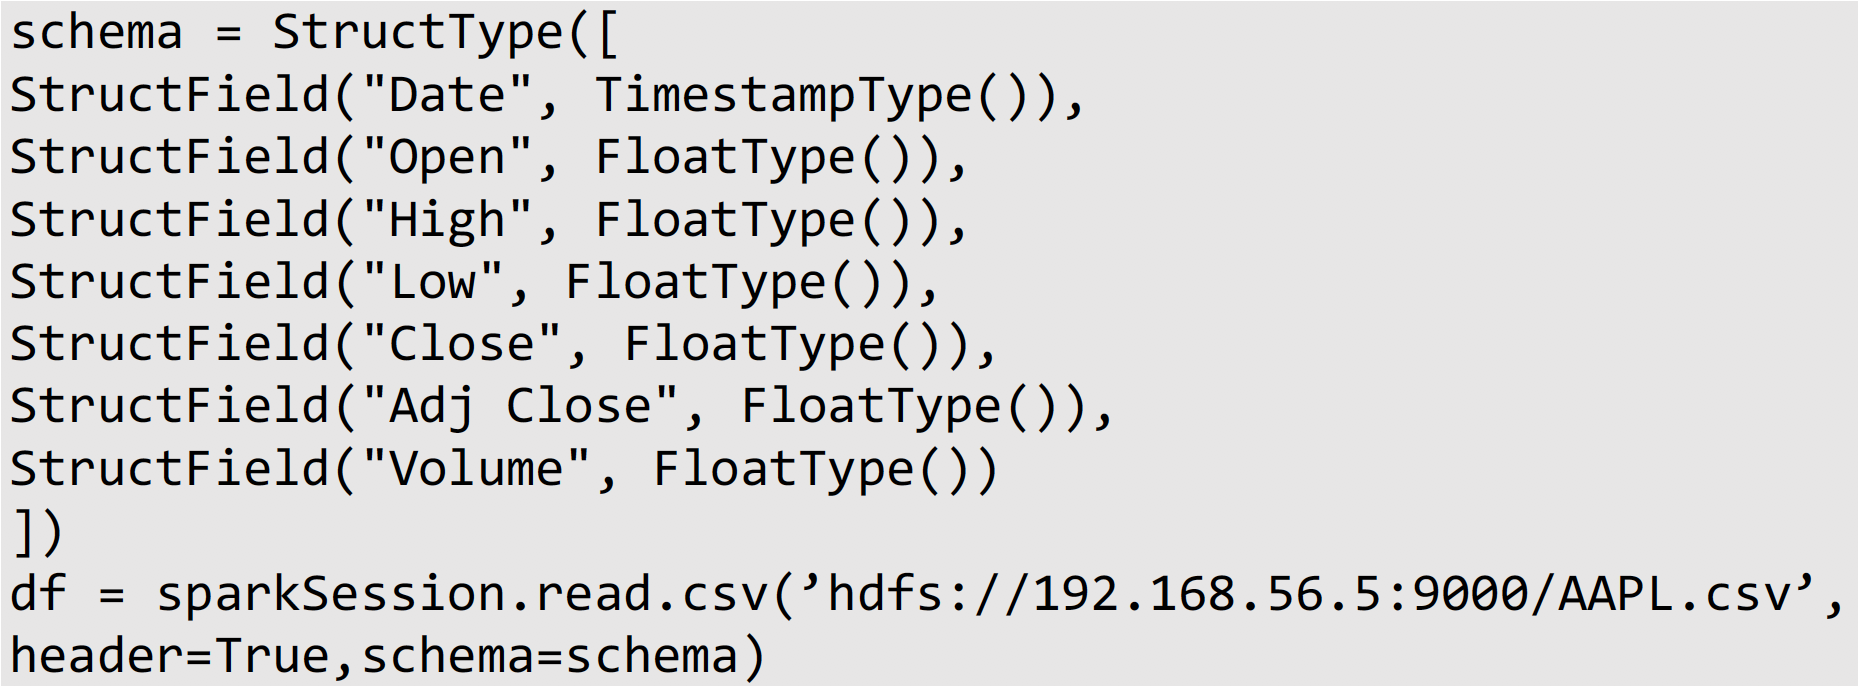 schema = StructType([
StructField("Date", TimestampType()),
StructField("Open", FloatType()),
StructField("High", FloatType()),
StructField("Low", FloatType()),
StructField("Close", FloatType()),
StructField("Adj Close", FloatType()),
StructField("Volume", FloatType())
])
df = sparkSession.read.csv(’hdfs://192.168.56.5:9000/AAPL.csv’,
header=True,schema=schema)